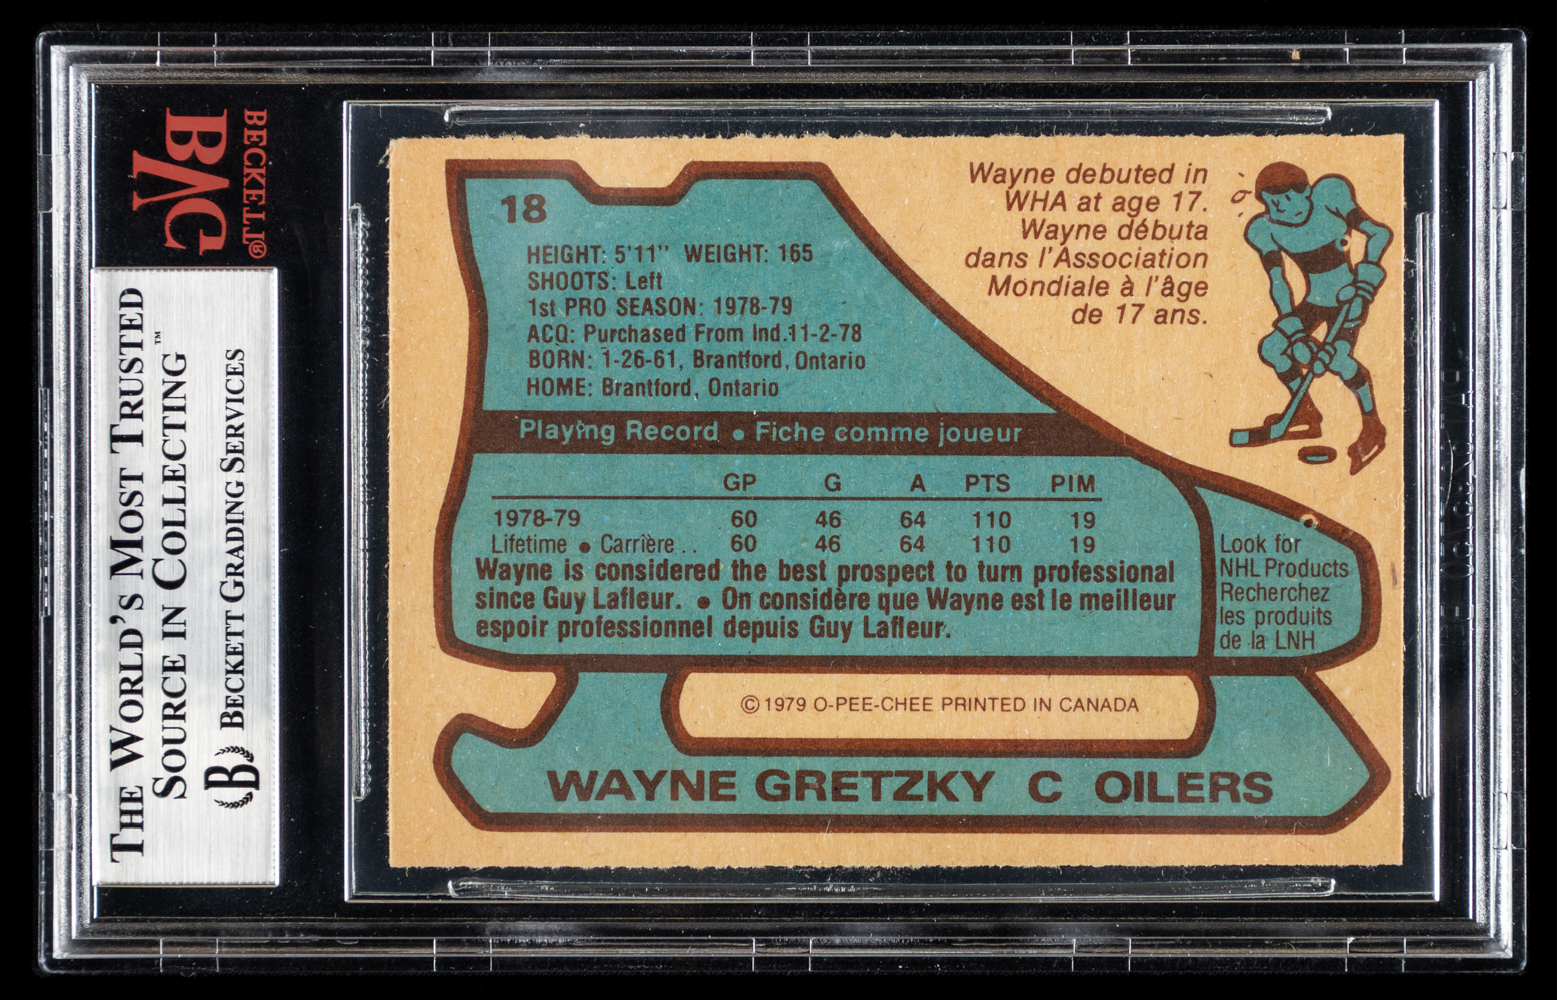 BECKETT®
BVG
THE WORLD'S MOST TRUSTED
SOURCE IN COLLECTING™
B BECKETT GRADING SERVICES
18
HEIGHT: 5'11" WEIGHT: 165
SHOOTS: Left
1st PRO SEASON: 1978-79
ACQ: Purchased From Ind. 11-2-78
BORN: 1-26-61, Brantford, Ontario
HOME: Brantford, Ontario
Wayne debuted in
WHA at age 17.
Wayne débuta
dans l'Association
Mondiale à l'âge
de 17 ans.
Playing Record • Fiche comme joueur
GP G A PTS PIM
1978-79 60 46 64 110 19
Lifetime • Carrière .. 60 46 64 110 19
Wayne is considered the best prospect to turn professional
since Guy Lafleur. • On considère que Wayne est le meilleur
espoir professionnel depuis Guy Lafleur.
Look for
NHL Products
Recherchez
les produits
de la LNH
© 1979 O-PEE-CHEE PRINTED IN CANADA
WAYNE GRETZKY C OILERS